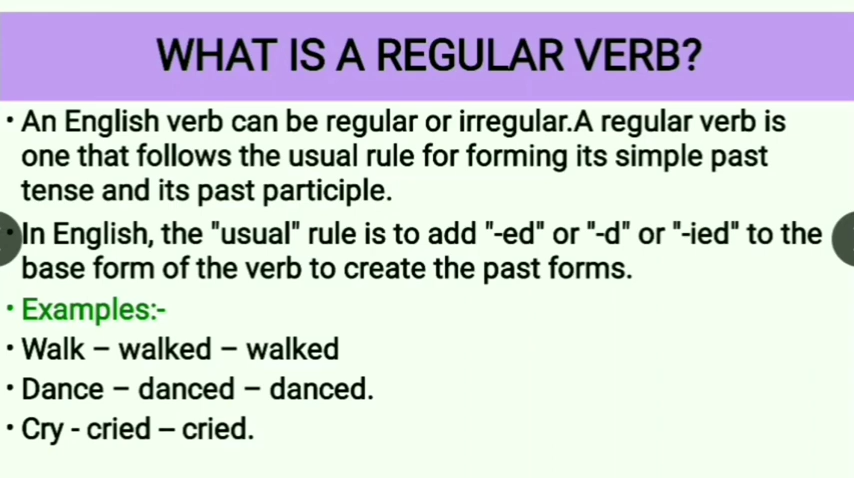 WHAT IS A REGULAR VERB?
• An English verb can be regular or irregular.A regular verb is
one that follows the usual rule for forming its simple past
tense and its past participle.
• In English, the "usual" rule is to add "-ed" or "-d" or "-ied" to the
base form of the verb to create the past forms.
• Examples:-
• Walk – walked – walked
• Dance – danced – danced.
• Cry - cried – cried.